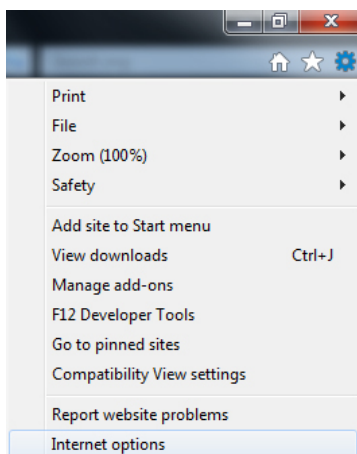 Print
File
Zoom (100%)
Safety
Add site to Start menu
View downloads Ctrl+J
Manage add-ons
F12 Developer Tools
Go to pinned sites
Compatibility View settings
Report website problems
Internet options